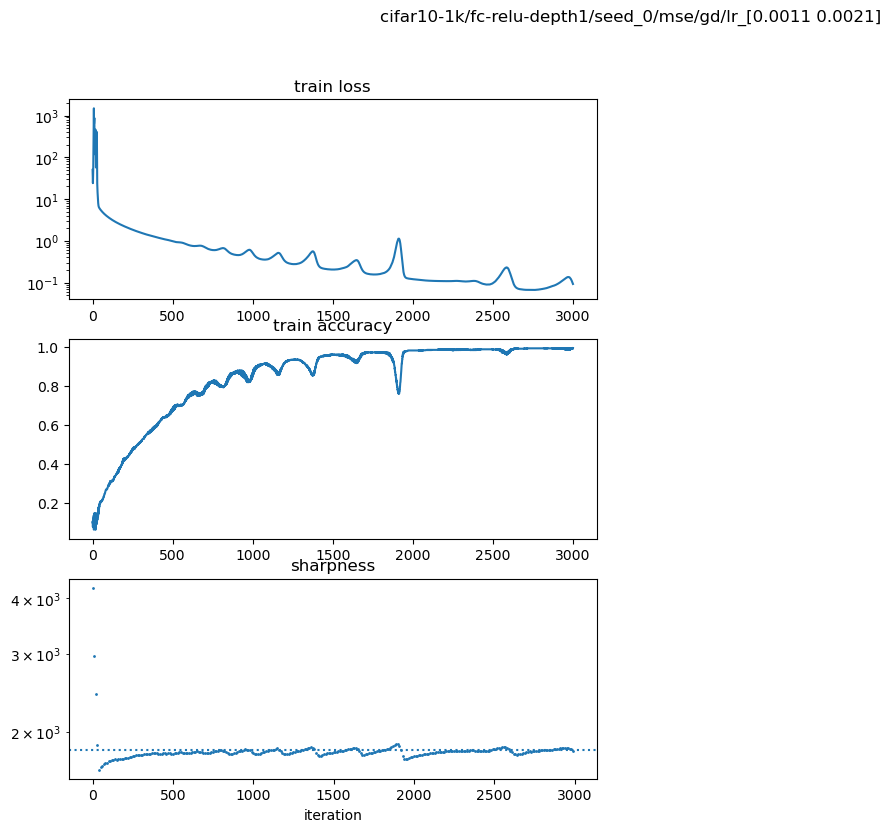 cifar10-1k/fc-relu-depth1/seed_0/mse/gd/lr_[0.0011 0.0021]
train loss
10³
10²
10¹
10⁰
10⁻¹
0 500 1000 1500 2000 2500 3000
train accuracy
1.0
0.8
0.6
0.4
0.2
0 500 1000 1500 2000 2500 3000
sharpness
4 × 10³
3 × 10³
2 × 10³
0 500 1000 1500 2000 2500 3000
iteration